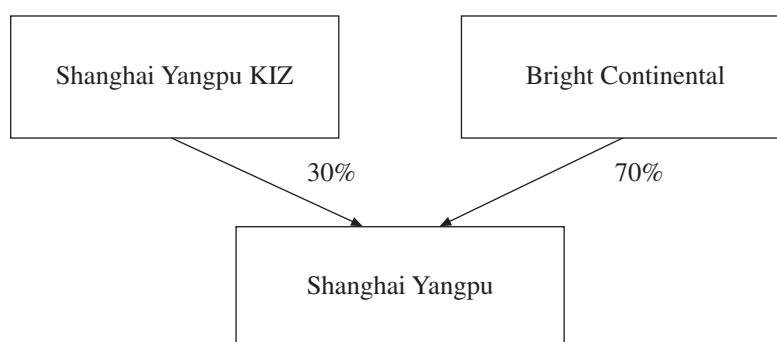 Shanghai Yangpu KIZ
Bright Continental
30%
70%
Shanghai Yangpu